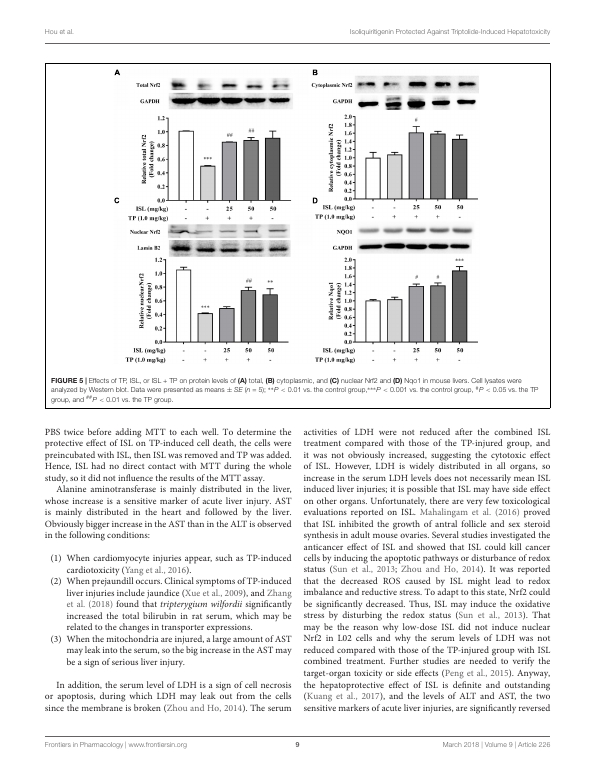 Hou et al.
Isoliquiritigenin Protected Against Triptolide-Induced Hepatotoxicity
A
Total Nrf2
GAPDH
Relative total Nrf2
(Fold change)
1.2
1.0
0.8
0.6
0.4
0.2
0.0
***
##
##
ISL (mg/kg) - - 25 50 50
TP (1.0 mg/kg) - + + + -
B
Cytoplasmic Nrf2
GAPDH
Relative cytoplasmic Nrf2
(Fold change)
2.0
1.8
1.6
1.4
1.2
1.0
0.8
0.6
0.4
0.2
0.0
#
ISL (mg/kg) - - 25 50 50
TP (1.0 mg/kg) - + + + -
C
Nuclear Nrf2
Lamin B2
Relative nuclearNrf2
(Fold change)
1.2
1.0
0.8
0.6
0.4
0.2
0.0
***
##
**
ISL (mg/kg) - - 25 50 50
TP (1.0 mg/kg) - + + + -
D
NQO1
GAPDH
Relative Nqo1
(Fold change)
2.0
1.8
1.6
1.4
1.2
1.0
0.8
0.6
0.4
0.2
0.0
#
#
***
ISL (mg/kg) - - 25 50 50
TP (1.0 mg/kg) - + + + -
FIGURE 5 | Effects of TP, ISL, or ISL + TP on protein levels of (A) total, (B) cytoplasmic, and (C) nuclear Nrf2 and (D) Nqo1 in mouse livers. Cell lysates were
analyzed by Western blot. Data were presented as means ± SE (n = 5); **P < 0.01 vs. the control group,***P < 0.001 vs. the control group, #P < 0.05 vs. the TP
group, and ##P < 0.01 vs. the TP group.
PBS twice before adding MTT to each well. To determine the
protective effect of ISL on TP-induced cell death, the cells were
preincubated with ISL, then ISL was removed and TP was added.
Hence, ISL had no direct contact with MTT during the whole
study, so it did not influence the results of the MTT assay.
Alanine aminotransferase is mainly distributed in the liver,
whose increase is a sensitive marker of acute liver injury. AST
is mainly distributed in the heart and followed by the liver.
Obviously bigger increase in the AST than in the ALT is observed
in the following conditions:
(1) When cardiomyocyte injuries appear, such as TP-induced
cardiotoxicity (Yang et al., 2016).
(2) When prejaundill occurs. Clinical symptoms of TP-induced
liver injuries include jaundice (Xue et al., 2009), and Zhang
et al. (2018) found that tripterygium wilfordii significantly
increased the total bilirubin in rat serum, which may be
related to the changes in transporter expressions.
(3) When the mitochondria are injured, a large amount of AST
may leak into the serum, so the big increase in the AST may
be a sign of serious liver injury.
In addition, the serum level of LDH is a sign of cell necrosis
or apoptosis, during which LDH may leak out from the cells
since the membrane is broken (Zhou and Ho, 2014). The serum
activities of LDH were not reduced after the combined ISL
treatment compared with those of the TP-injured group, and
it was not obviously increased, suggesting the cytotoxic effect
of ISL. However, LDH is widely distributed in all organs, so
increase in the serum LDH levels does not necessarily mean ISL
induced liver injuries; it is possible that ISL may have side effect
on other organs. Unfortunately, there are very few toxicological
evaluations reported on ISL. Mahalingam et al. (2016) proved
that ISL inhibited the growth of antral follicle and sex steroid
synthesis in adult mouse ovaries. Several studies investigated the
anticancer effect of ISL and showed that ISL could kill cancer
cells by inducing the apoptotic pathways or disturbance of redox
status (Sun et al., 2013; Zhou and Ho, 2014). It was reported
that the decreased ROS caused by ISL might lead to redox
imbalance and reductive stress. To adapt to this state, Nrf2 could
be significantly decreased. Thus, ISL may induce the oxidative
stress by disturbing the redox status (Sun et al., 2013). That
may be the reason why low-dose ISL did not induce nuclear
Nrf2 in L02 cells and why the serum levels of LDH was not
reduced compared with those of the TP-injured group with ISL
combined treatment. Further studies are needed to verify the
target-organ toxicity or side effects (Peng et al., 2015). Anyway,
the hepatoprotective effect of ISL is definite and outstanding
(Kuang et al., 2017), and the levels of ALT and AST, the two
sensitive markers of acute liver injuries, are significantly reversed
Frontiers in Pharmacology | www.frontiersin.org
9
March 2018 | Volume 9 | Article 226